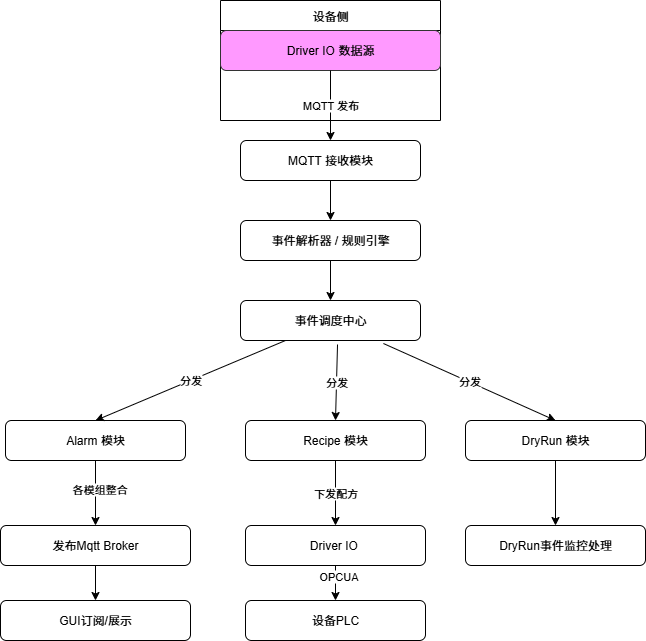 设备侧
Driver IO 数据源
MQTT 发布
MQTT 接收模块
事件解析器 / 规则引擎
事件调度中心
分发
分发
分发
Alarm 模块
Recipe 模块
DryRun 模块
各模组整合
下发配方
发布Mqtt Broker
Driver IO
DryRun事件监控处理
OPCUA
GUI订阅/展示
设备PLC